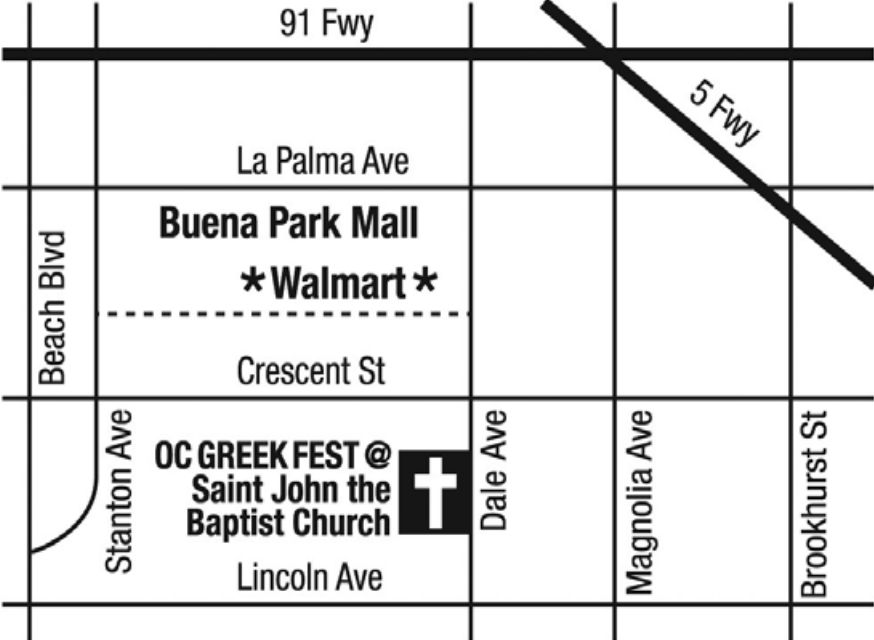 91 Fwy
5 Fwy
La Palma Ave
Buena Park Mall
*Walmart*
Beach Blvd
Crescent St
Stanton Ave
OC GREEK FEST @
Saint John the
Baptist Church
Dale Ave
Magnolia Ave
Brookhurst St
Lincoln Ave